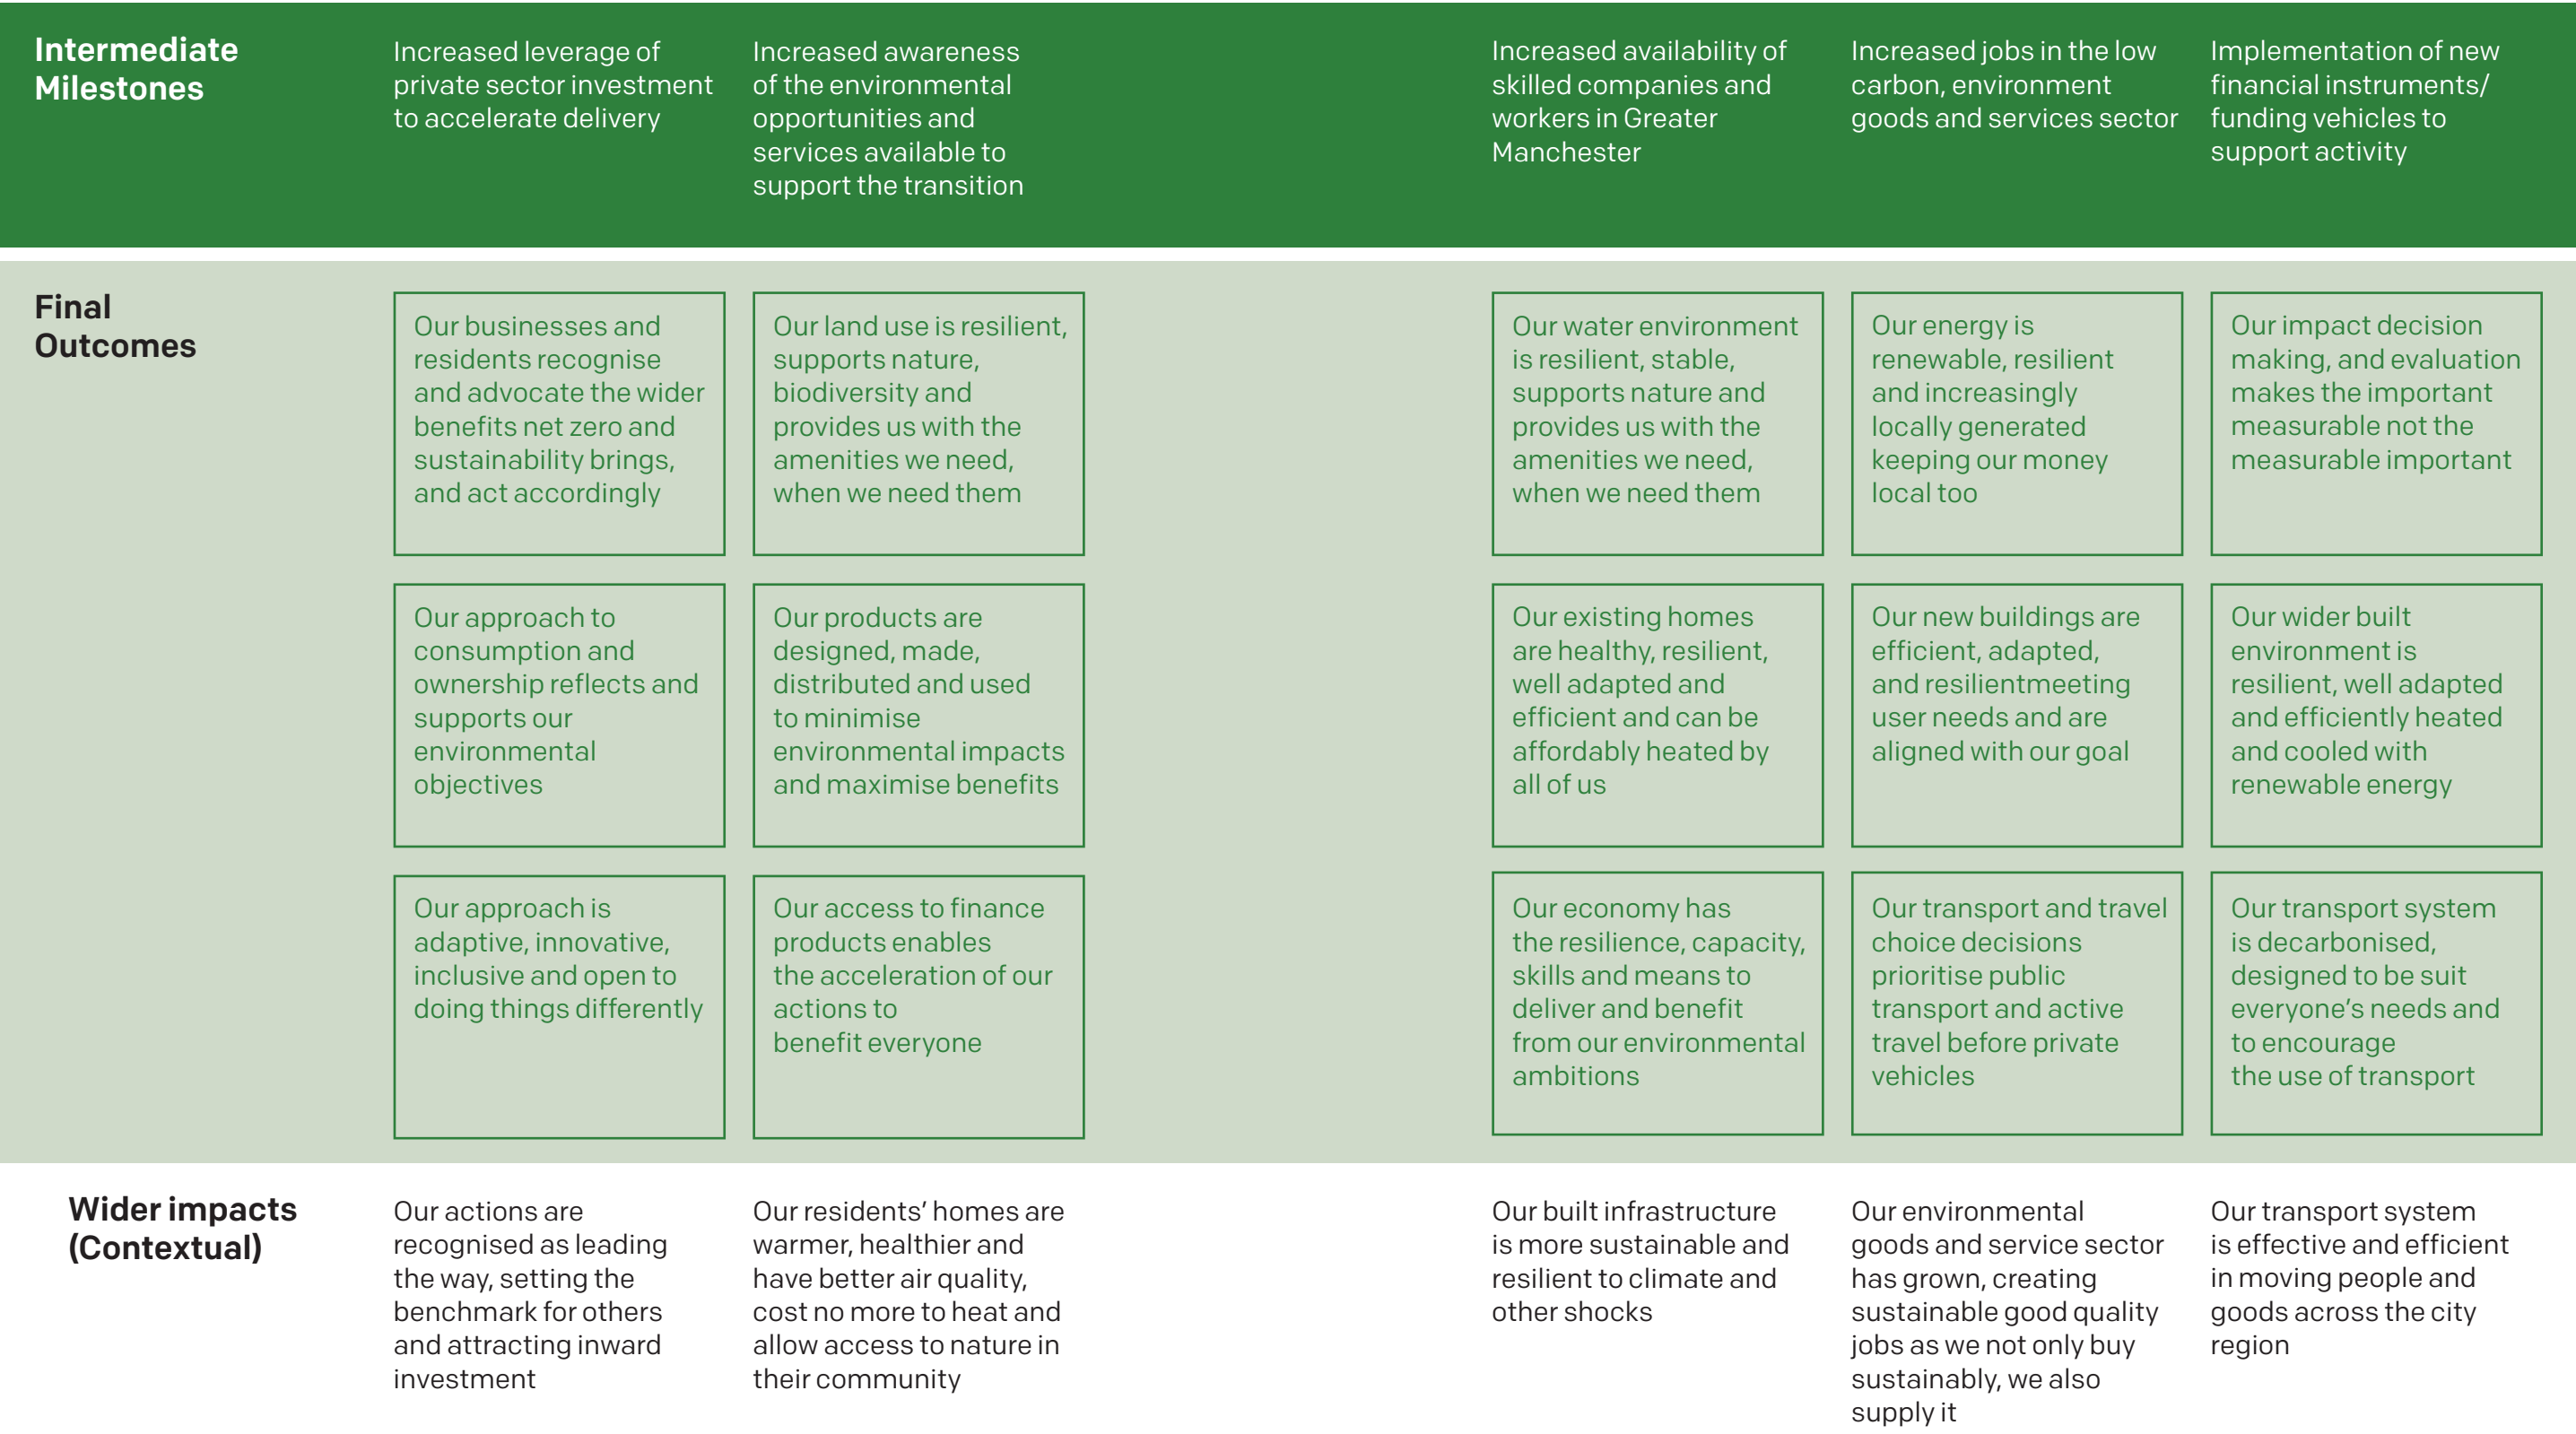 Intermediate
Milestones
Increased leverage of
private sector investment
to accelerate delivery
Increased awareness
of the environmental
opportunities and
services available to
support the transition
Increased availability of
skilled companies and
workers in Greater
Manchester
Increased jobs in the low
carbon, environment
goods and services sector
Implementation of new
financial instruments/
funding vehicles to
support activity
Final
Outcomes
Our businesses and
residents recognise
and advocate the wider
benefits net zero and
sustainability brings,
and act accordingly
Our land use is resilient,
supports nature,
biodiversity and
provides us with the
amenities we need,
when we need them
Our water environment
is resilient, stable,
supports nature and
provides us with the
amenities we need,
when we need them
Our energy is
renewable, resilient
and increasingly
locally generated
keeping our money
local too
Our impact decision
making, and evaluation
makes the important
measurable not the
measurable important
Our approach to
consumption and
ownership reflects and
supports our
environmental
objectives
Our products are
designed, made,
distributed and used
to minimise
environmental impacts
and maximise benefits
Our existing homes
are healthy, resilient,
well adapted and
efficient and can be
affordably heated by
all of us
Our new buildings are
efficient, adapted,
and resilientmeeting
user needs and are
aligned with our goal
Our wider built
environment is
resilient, well adapted
and efficiently heated
and cooled with
renewable energy
Our approach is
adaptive, innovative,
inclusive and open to
doing things differently
Our access to finance
products enables
the acceleration of our
actions to
benefit everyone
Our economy has
the resilience, capacity,
skills and means to
deliver and benefit
from our environmental
ambitions
Our transport and travel
choice decisions
prioritise public
transport and active
travel before private
vehicles
Our transport system
is decarbonised,
designed to be suit
everyone’s needs and
to encourage
the use of transport
Wider impacts
(Contextual)
Our actions are
recognised as leading
the way, setting the
benchmark for others
and attracting inward
investment
Our residents’ homes are
warmer, healthier and
have better air quality,
cost no more to heat and
allow access to nature in
their community
Our built infrastructure
is more sustainable and
resilient to climate and
other shocks
Our environmental
goods and service sector
has grown, creating
sustainable good quality
jobs as we not only buy
sustainably, we also
supply it
Our transport system
is effective and efficient
in moving people and
goods across the city
region